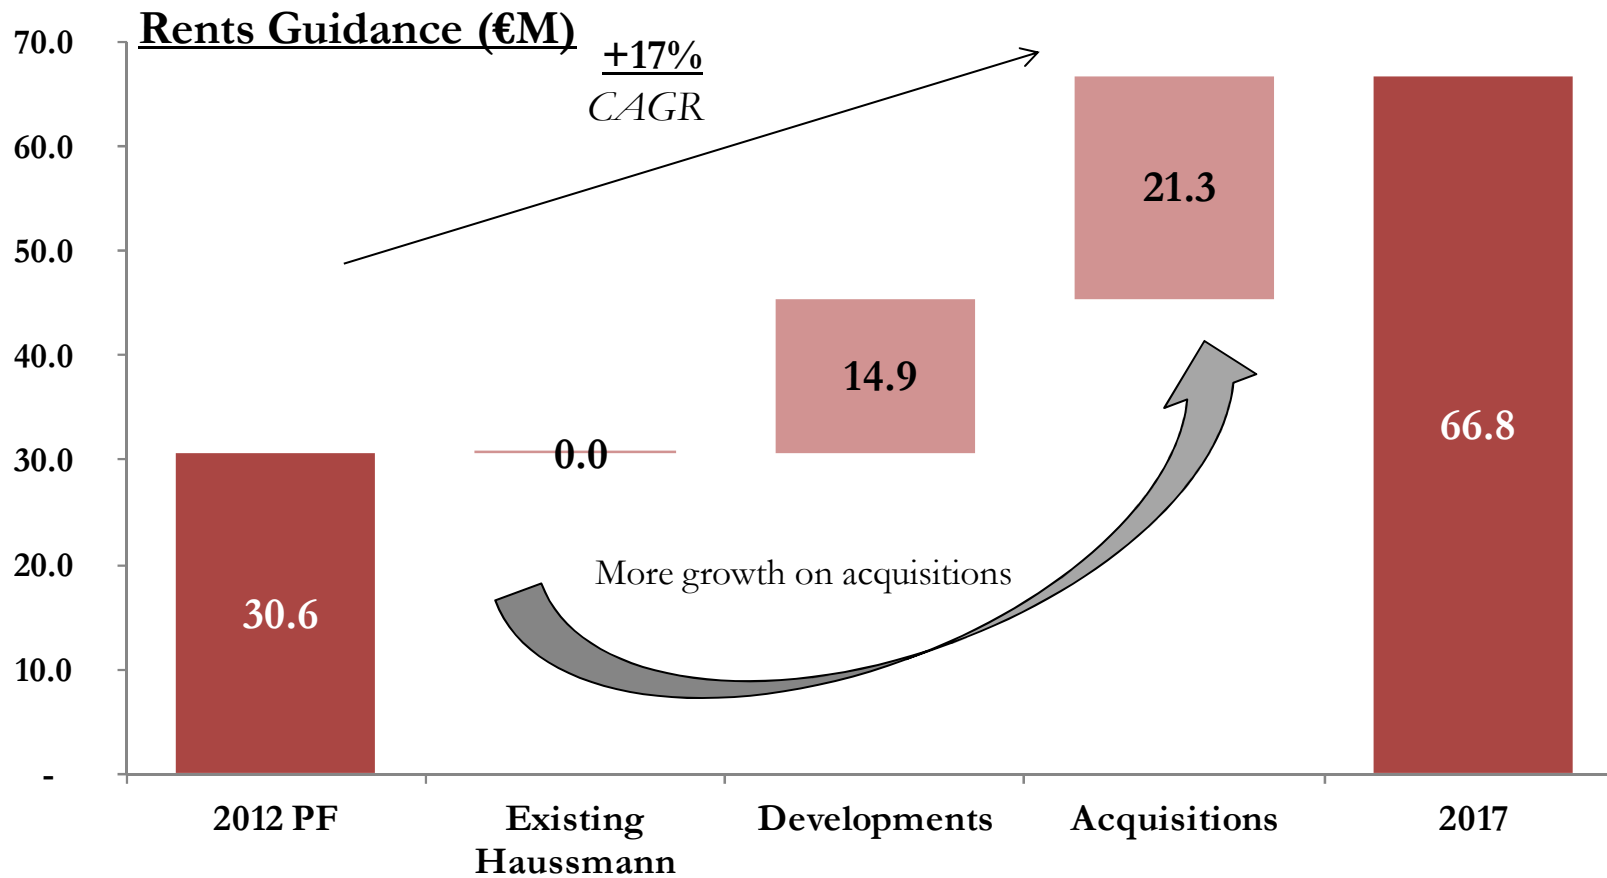 Rents Guidance (€M)
+17%
CAGR
70.0
60.0
50.0
40.0
30.0
20.0
10.0
-
30.6
0.0
14.9
21.3
66.8
More growth on acquisitions
2012 PF
Existing
Haussmann
Developments
Acquisitions
2017